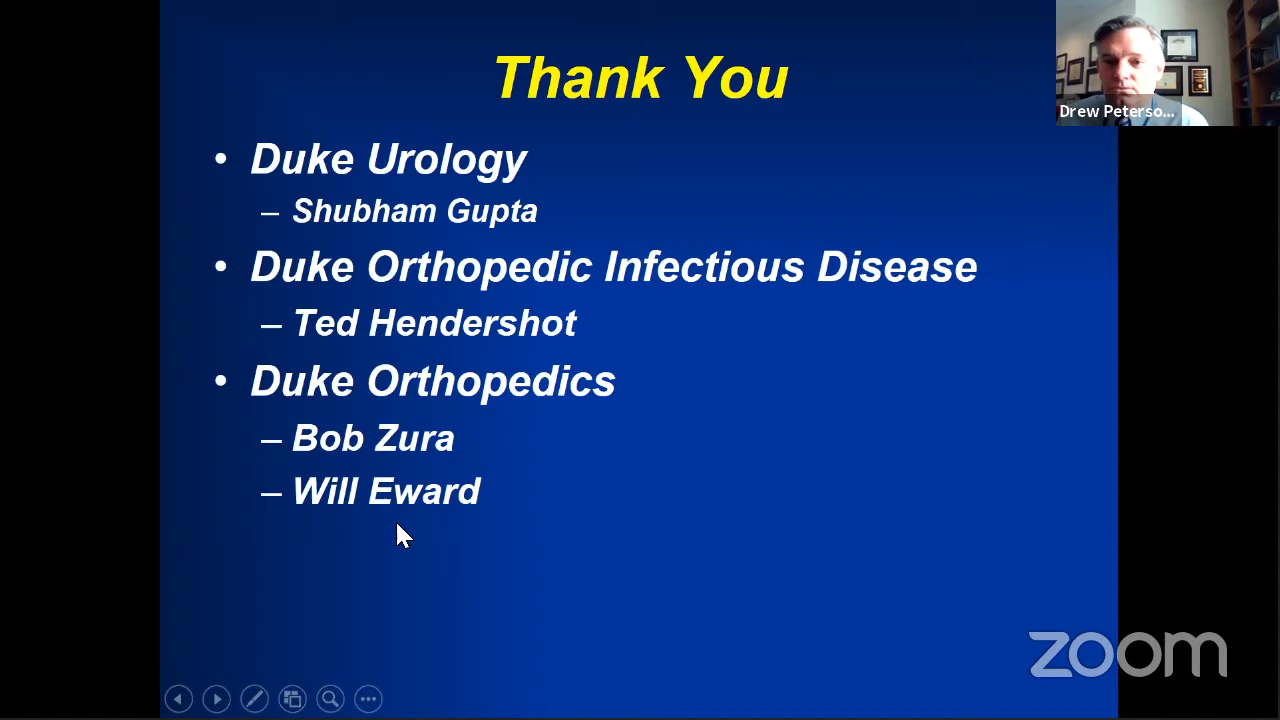 Thank You
Drew Peterso...
• Duke Urology
– Shubham Gupta
• Duke Orthopedic Infectious Disease
– Ted Hendershot
• Duke Orthopedics
– Bob Zura
– Will Eward
zoom